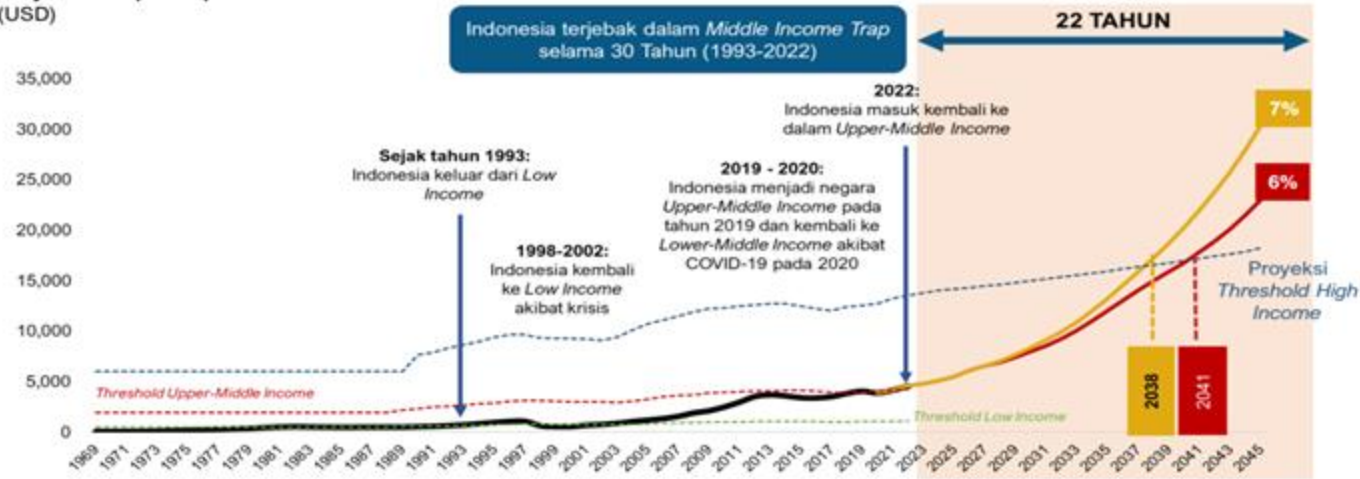 (USD)
Indonesia terjebak dalam Middle Income Trap
selama 30 Tahun (1993-2022)
22 TAHUN
35,000
30,000
25,000
20,000
15,000
10,000
5,000
0
Sejak tahun 1993:
Indonesia keluar dari Low
Income
1998-2002:
Indonesia kembali
ke Low Income
akibat krisis
2019 - 2020:
Indonesia menjadi negara
Upper-Middle Income pada
tahun 2019 dan kembali ke
Lower-Middle Income akibat
COVID-19 pada 2020
2022:
Indonesia masuk kembali ke
dalam Upper-Middle Income
7%
6%
Proyeksi
Threshold High
Income
Threshold Upper-Middle Income
Threshold Low Income
2038
2041
1969
1971
1973
1975
1977
1979
1981
1983
1985
1987
1989
1991
1993
1995
1997
1999
2001
2003
2005
2007
2009
2011
2013
2015
2017
2019
2021
2023
2025
2027
2029
2031
2033
2035
2037
2039
2041
2043
2045